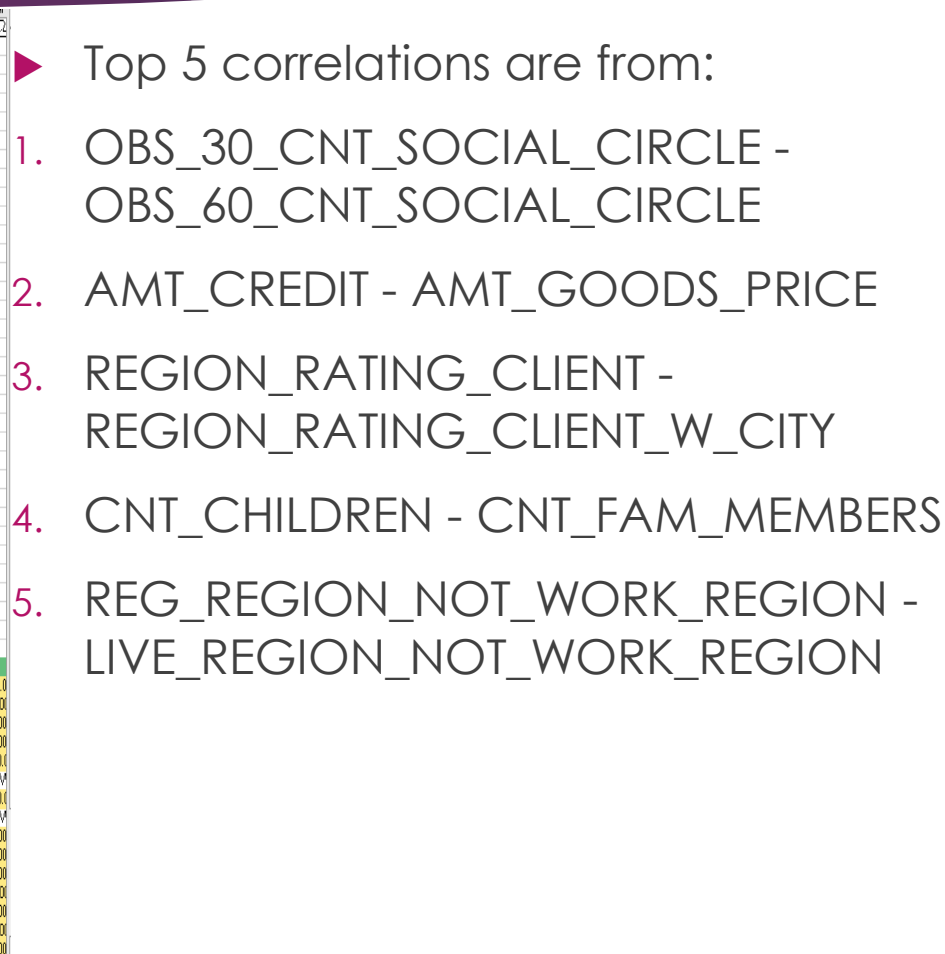 Top 5 correlations are from:
1. OBS_30_CNT_SOCIAL_CIRCLE -
OBS_60_CNT_SOCIAL_CIRCLE
2. AMT_CREDIT - AMT_GOODS_PRICE
3. REGION_RATING_CLIENT -
REGION_RATING_CLIENT_W_CITY
4. CNT_CHILDREN - CNT_FAM_MEMBERS
5. REG_REGION_NOT_WORK_REGION -
LIVE_REGION_NOT_WORK_REGION